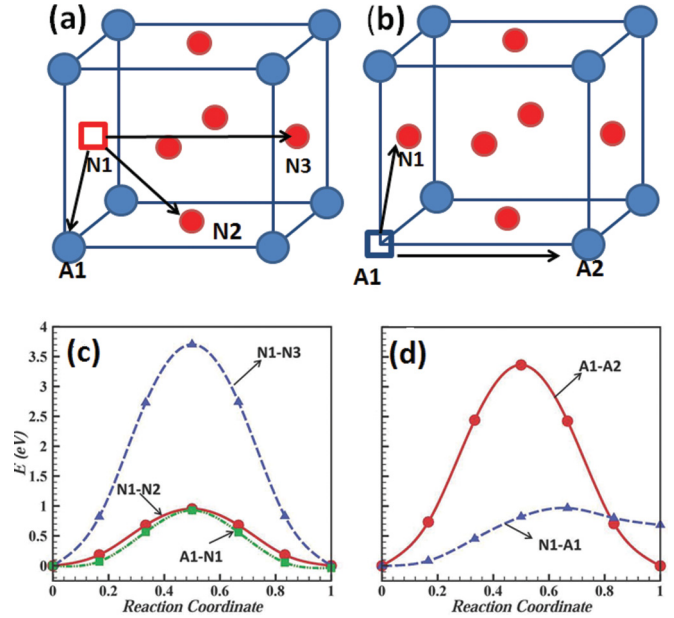 (a)
(b)
N1
N3
N2
A1
N1
A1
A2
(c)
4
3.5
3
2.5
2
1.5
1
0.5
0
E (eV)
N1-N3
N1-N2
A1-N1
0
0.2
0.4
0.6
0.8
1
Reaction Coordinate
(d)
A1-A2
N1-A1
0
0.2
0.4
0.6
0.8
1
Reaction Coordinate